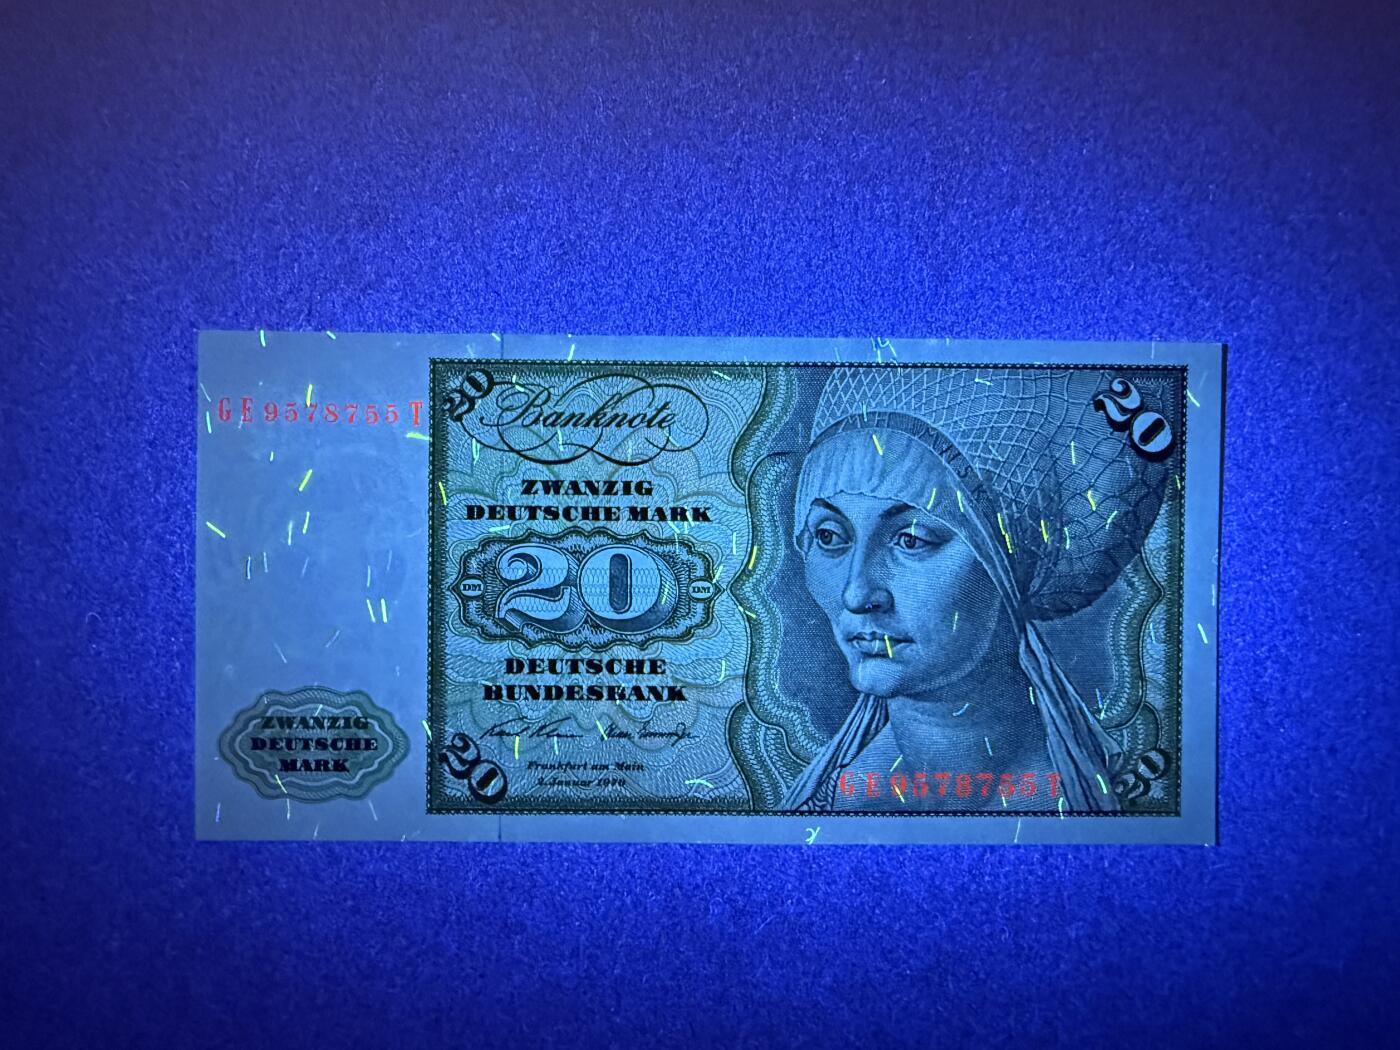 GE9578755T
20
Banknote
20
ZWANZIG
DEUTSCHE MARK
DM
20
DM
DEUTSCHE
BUNDESBANK
Frankfurt am Main
2. Januar 1970
ZWANZIG
DEUTSCHE
MARK
20
GE9578755T
20